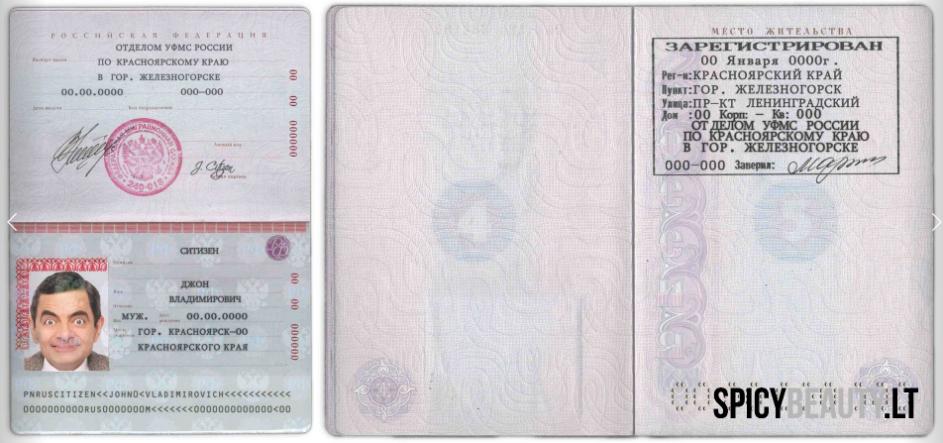 РОССИЙСКАЯ ФЕДЕРАЦИЯ
ОТДЕЛОМ УФМС РОССИИ
ПО КРАСНОЯРСКОМУ КРАЮ
В ГОР. ЖЕЛЕЗНОГОРСКЕ
00.00.0000 000–000
00 00 000000
СИТИЗЕН
ДЖОН
ВЛАДИМИРОВИЧ
МУЖ. 00.00.0000
ГОР. КРАСНОЯРСК–00
КРАСНОЯРСКОГО КРАЯ
00 00 000000
PNRUSCITIZEN<<JOHN<VLADIMIROVICH<<<<<<<<<<<<
0000000000RUS0000000M<<<<<<<0000000000000<00
МЕСТО ЖИТЕЛЬСТВА
ЗАРЕГИСТРИРОВАН
00 Января 0000г.
Рег-н: КРАСНОЯРСКИЙ КРАЙ
Пункт: ГОР. ЖЕЛЕЗНОГОРСК
Улица: ПР–КТ ЛЕНИНГРАДСКИЙ
Дом :00 Корп: – Кв: 000
ОТДЕЛОМ УФМС РОССИИ
ПО КРАСНОЯРСКОМУ КРАЮ
В ГОР. ЖЕЛЕЗНОГОРСКЕ
000–000 Заверил:
4
5
SPICYBEAUTY.LT